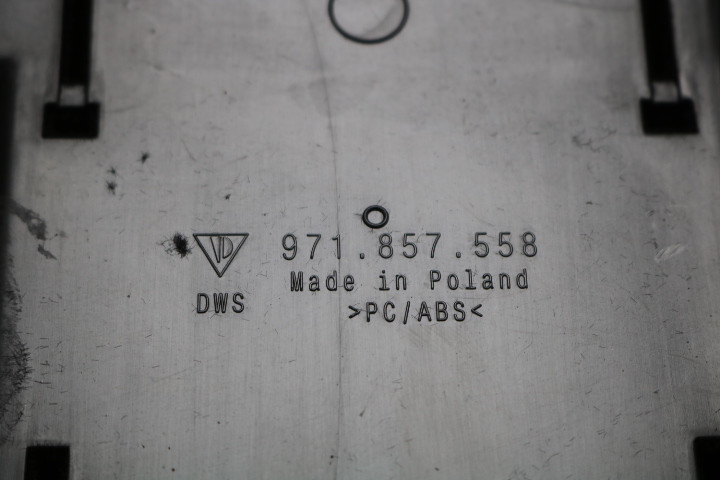 971.857.558
Made in Poland
DWS
>PC/ABS<